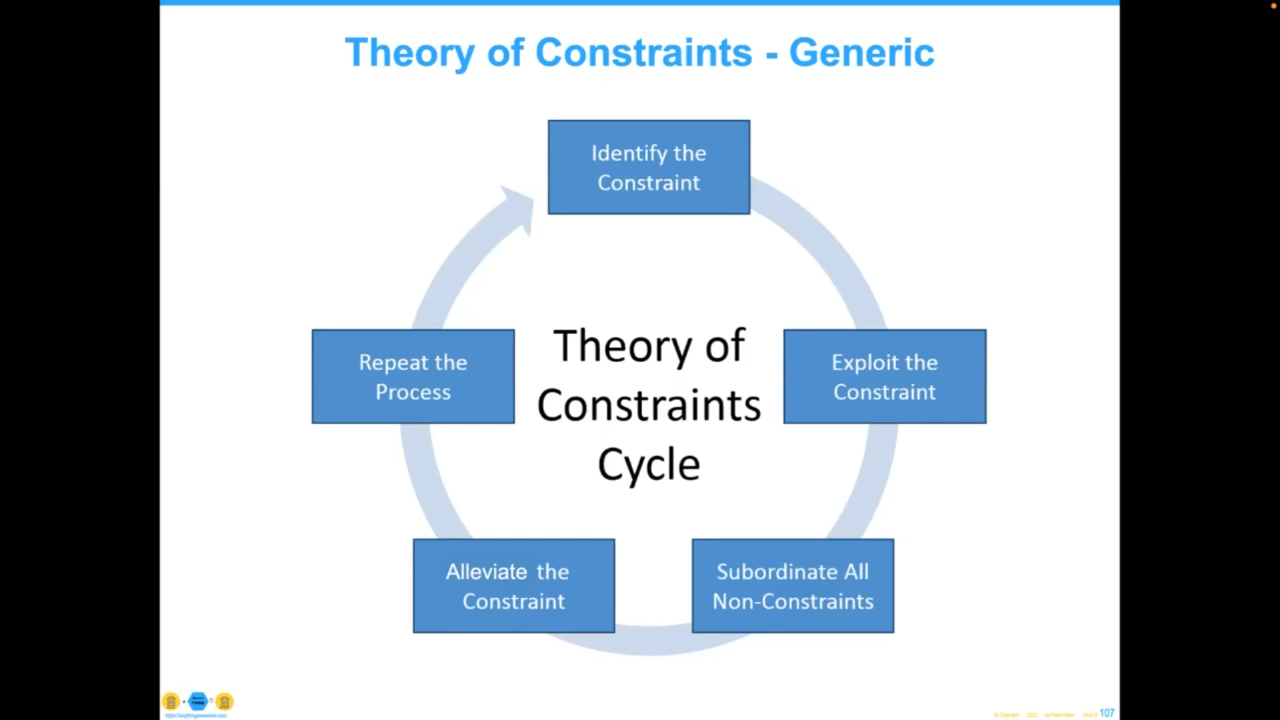 Theory of Constraints - Generic
Identify the
Constraint
Exploit the
Constraint
Subordinate All
Non-Constraints
Alleviate the
Constraint
Repeat the
Process
Theory of
Constraints
Cycle
107